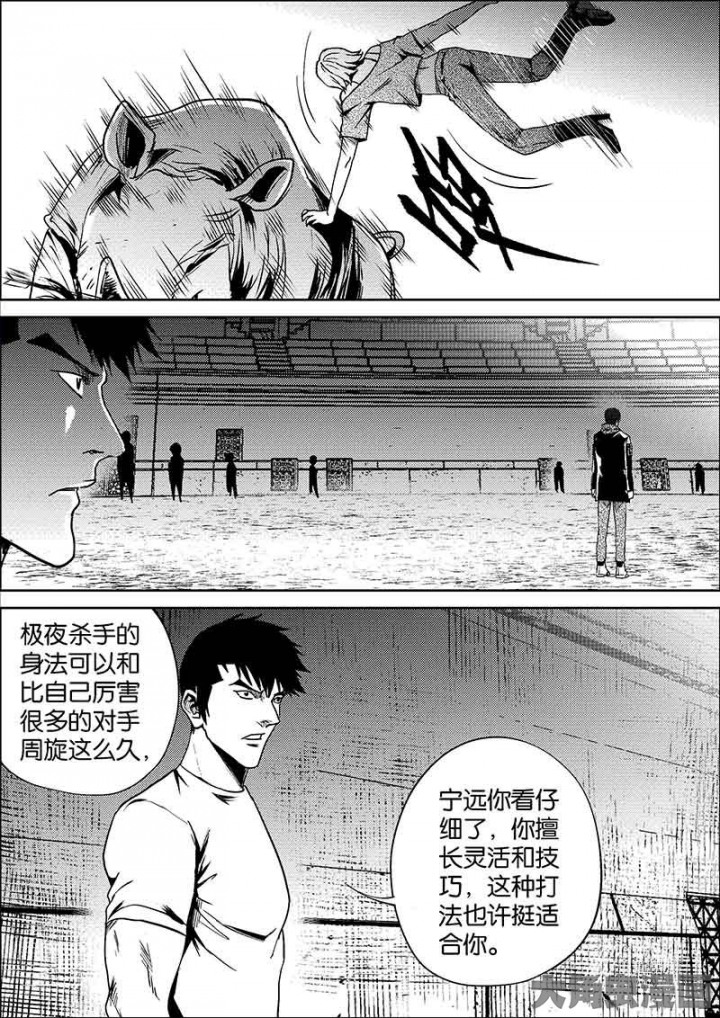 极夜杀手的
身法可以和
比自己厉害
很多的对手
周旋这么久，
宁远你看仔
细了，你擅
长灵活和技
巧，这种打
法也许挺适
合你。